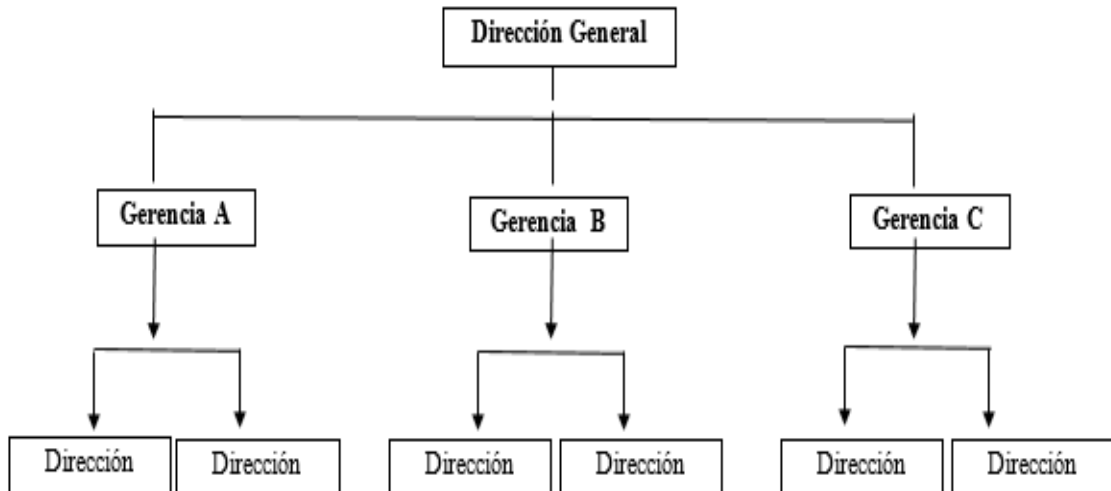 Dirección General
Gerencia A
Gerencia B
Gerencia C
Dirección
Dirección
Dirección
Dirección
Dirección
Dirección